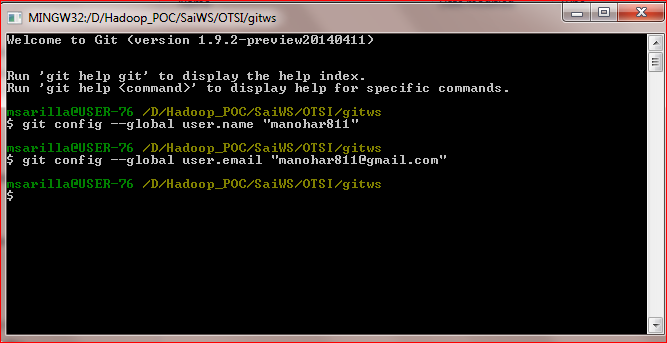 MINGW32:/D/Hadoop_POC/SaiWS/OTSI/gitws
Welcome to Git (version 1.9.2-preview20140411)
Run 'git help git' to display the help index.
Run 'git help <command>' to display help for specific commands.
msarilla@USER-76 /D/Hadoop_POC/SaiWS/OTSI/gitws
$ git config --global user.name "manohar811"
msarilla@USER-76 /D/Hadoop_POC/SaiWS/OTSI/gitws
$ git config --global user.email "manohar811@gmail.com"
msarilla@USER-76 /D/Hadoop_POC/SaiWS/OTSI/gitws
$